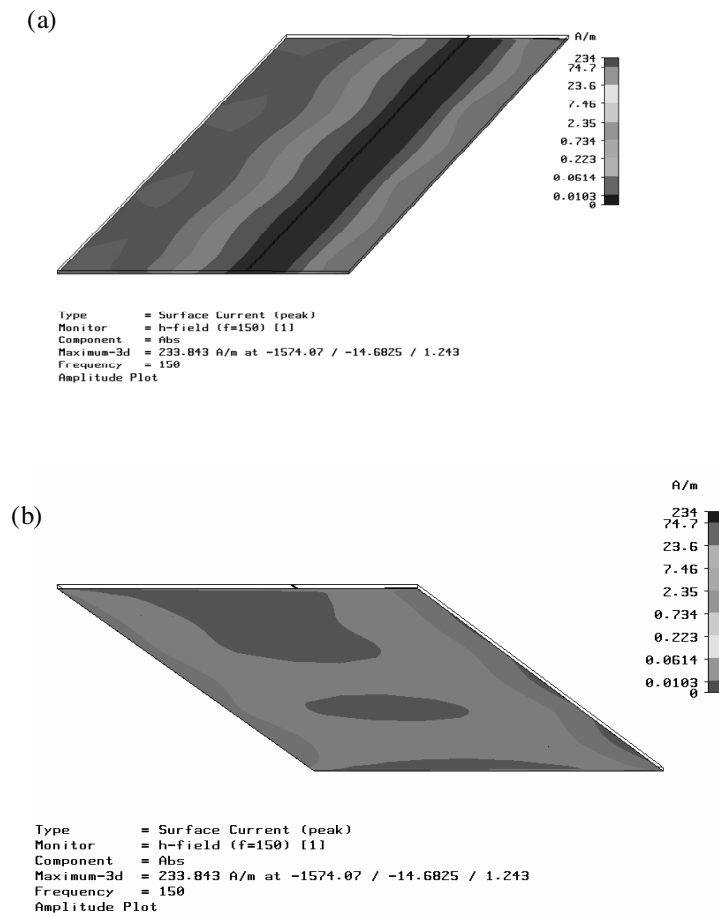 (a)
A/m
234
74.7
23.6
7.46
2.35
0.734
0.223
0.0614
0.0103
0
Type = Surface Current (peak)
Monitor = h-field (f=150) [1]
Component = Abs
Maximum-3d = 233.843 A/m at -1574.07 / -14.6825 / 1.243
Frequency = 150
Amplitude Plot
(b)
A/m
234
74.7
23.6
7.46
2.35
0.734
0.223
0.0614
0.0103
0
Type = Surface Current (peak)
Monitor = h-field (f=150) [1]
Component = Abs
Maximum-3d = 233.843 A/m at -1574.07 / -14.6825 / 1.243
Frequency = 150
Amplitude Plot